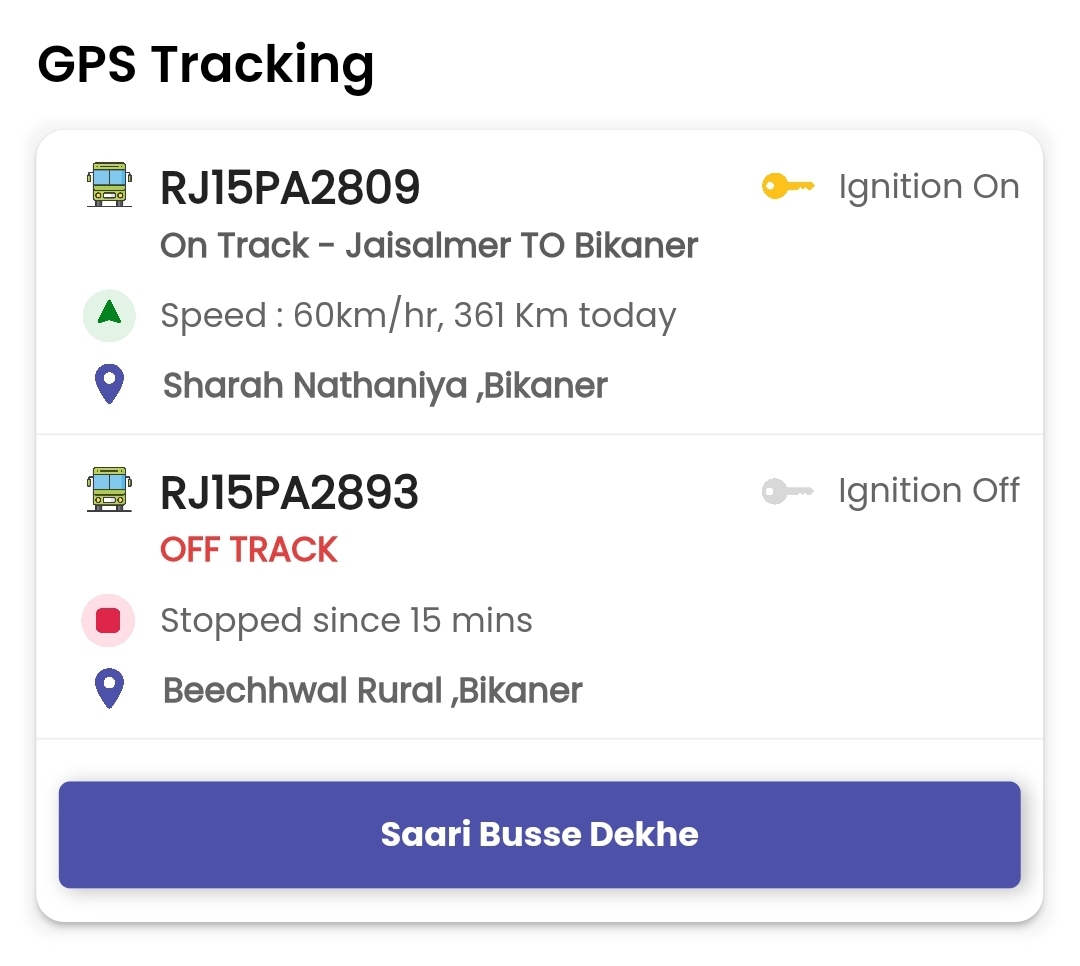 GPS Tracking
RJ15PA2809
Ignition On
On Track - Jaisalmer TO Bikaner
Speed : 60km/hr, 361 Km today
Sharah Nathaniya ,Bikaner
RJ15PA2893
Ignition Off
OFF TRACK
Stopped since 15 mins
Beechhwal Rural ,Bikaner
Saari Busse Dekhe